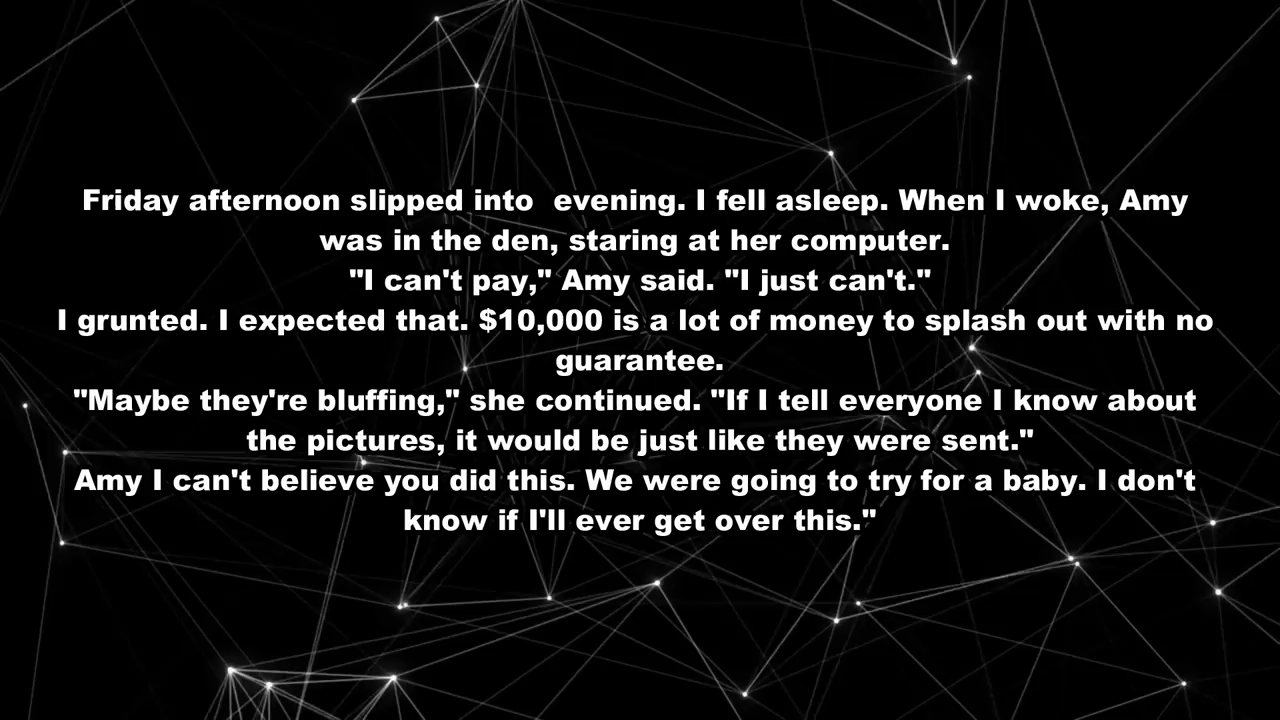 Friday afternoon slipped into  evening. I fell asleep. When I woke, Amy
was in the den, staring at her computer.
"I can't pay," Amy said. "I just can't."
I grunted. I expected that. $10,000 is a lot of money to splash out with no
guarantee.
"Maybe they're bluffing," she continued. "If I tell everyone I know about
the pictures, it would be just like they were sent."
Amy I can't believe you did this. We were going to try for a baby. I don't
know if I'll ever get over this."